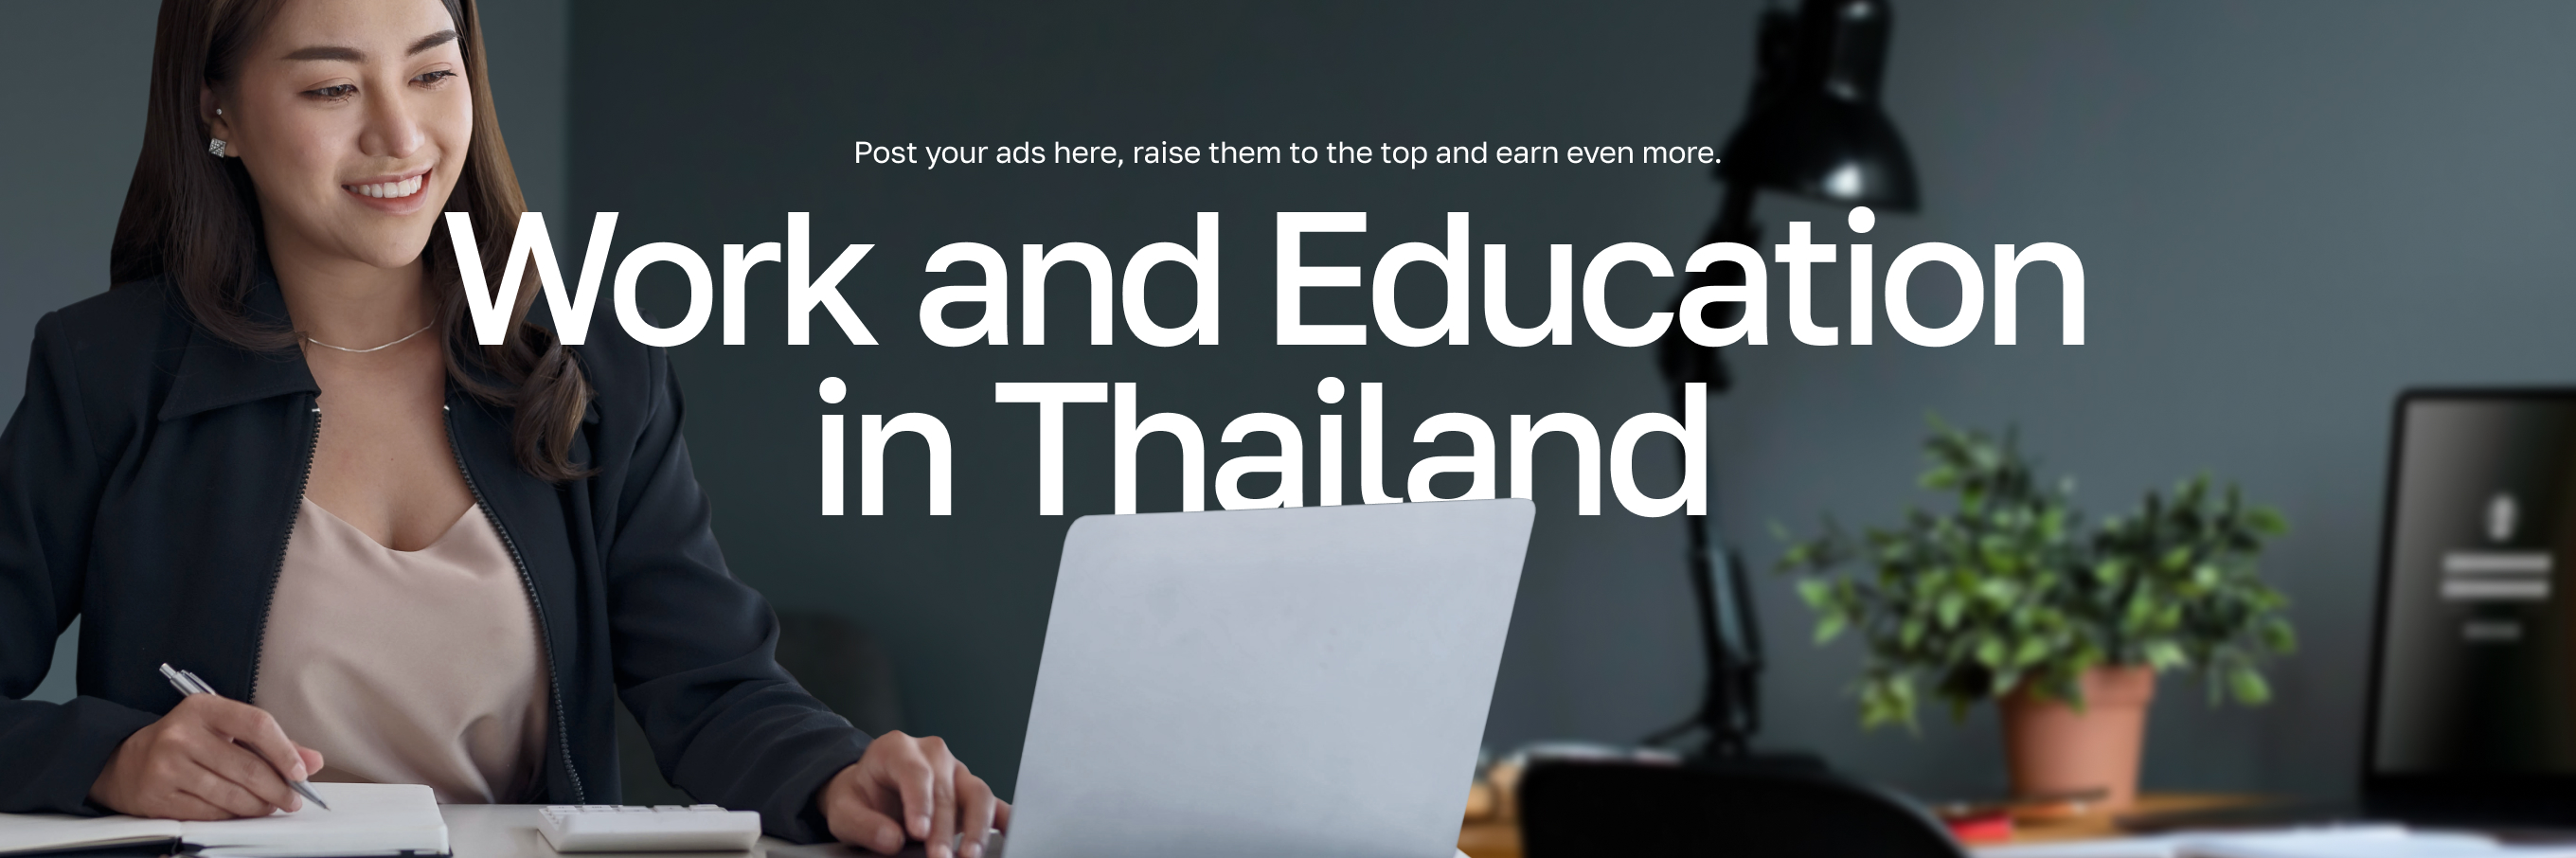 Post your ads here, raise them to the top and earn even more.
Work and Education
in Thailand